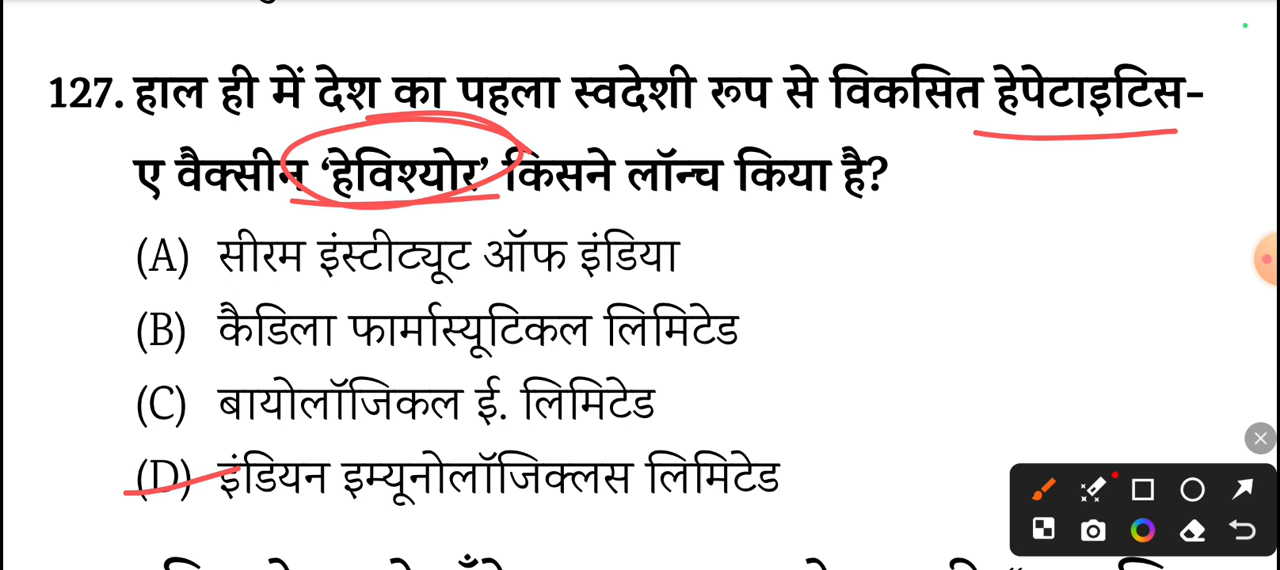 127. हाल ही में देश का पहला स्वदेशी रूप से विकसित हेपेटाइटिस-
ए वैक्सीन ‘हेविश्योर’ किसने लॉन्च किया है?
(A) सीरम इंस्टीट्यूट ऑफ इंडिया
(B) कैडिला फार्मास्यूटिकल लिमिटेड
(C) बायोलॉजिकल ई. लिमिटेड
(D) इंडियन इम्यूनोलॉजिक्लस लिमिटेड